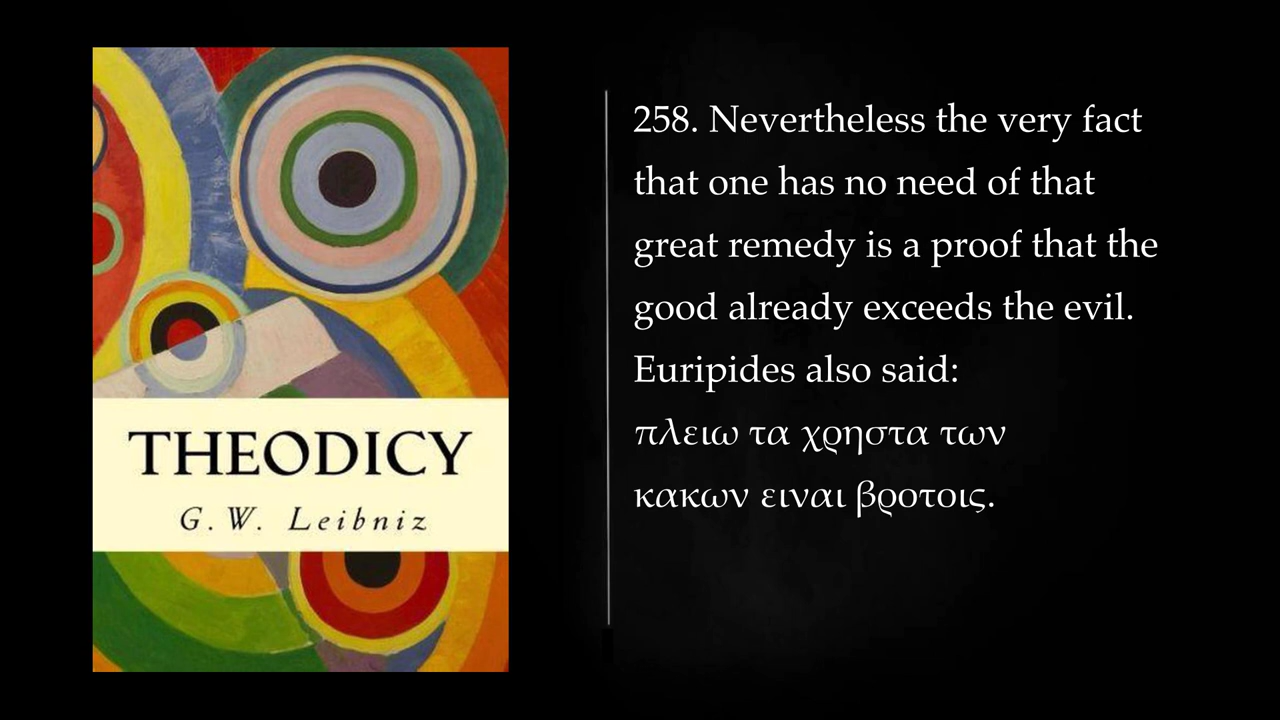 THEODICY
G. W. Leibniz
258. Nevertheless the very fact
that one has no need of that
great remedy is a proof that the
good already exceeds the evil.
Euripides also said:
πλειω τα χρηστα των
κακων ειναι βροτοις.